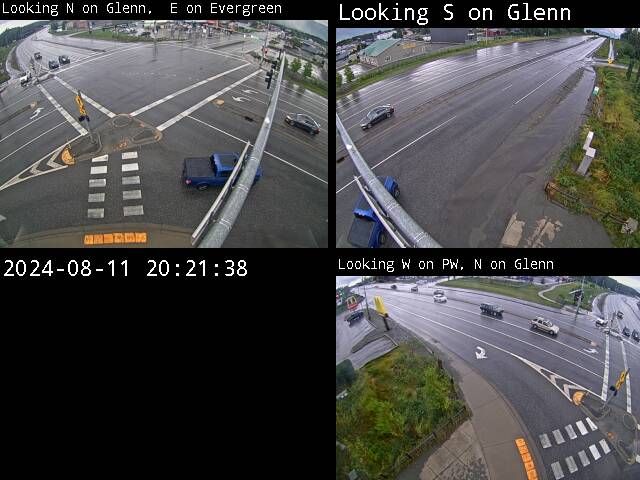 Looking N on Glenn,  E on Evergreen
Looking S on Glenn
2024-08-11 20:21:38
Looking W on PW, N on Glenn